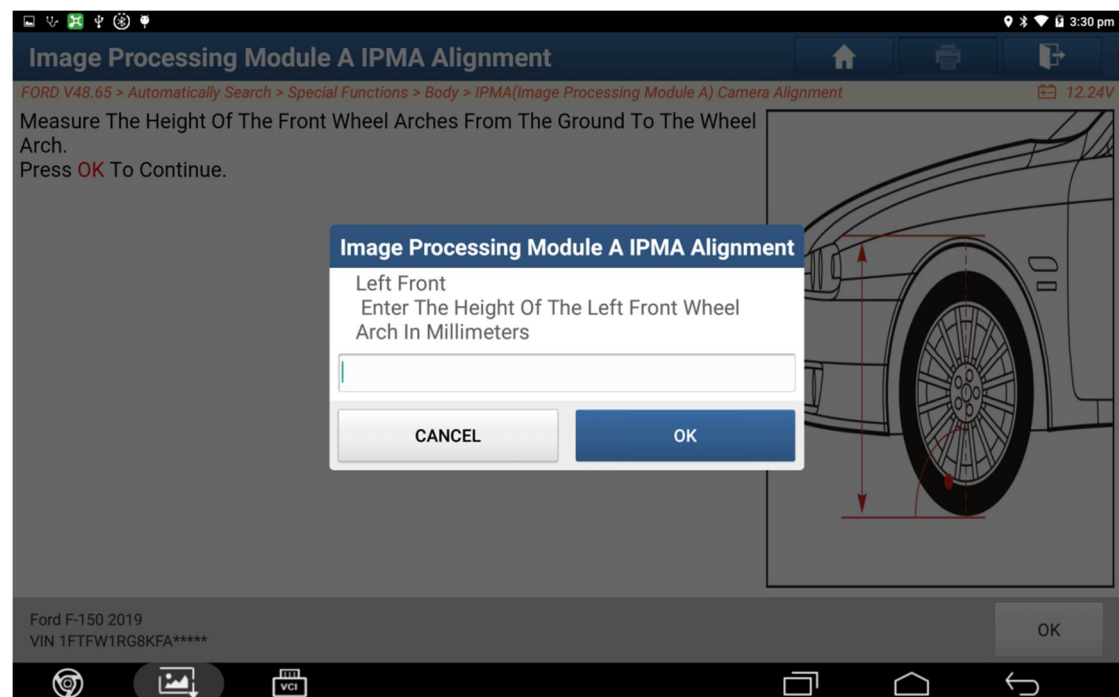 3:30 pm
Image Processing Module A IPMA Alignment
FORD V48.65 > Automatically Search > Special Functions > Body > IPMA(Image Processing Module A) Camera Alignment
12.24V
Measure The Height Of The Front Wheel Arches From The Ground To The Wheel
Arch.
Press OK To Continue.
Image Processing Module A IPMA Alignment
Left Front
Enter The Height Of The Left Front Wheel
Arch In Millimeters
CANCEL
OK
Ford F-150 2019
VIN 1FTFW1RG8KFA*****
OK
VCI